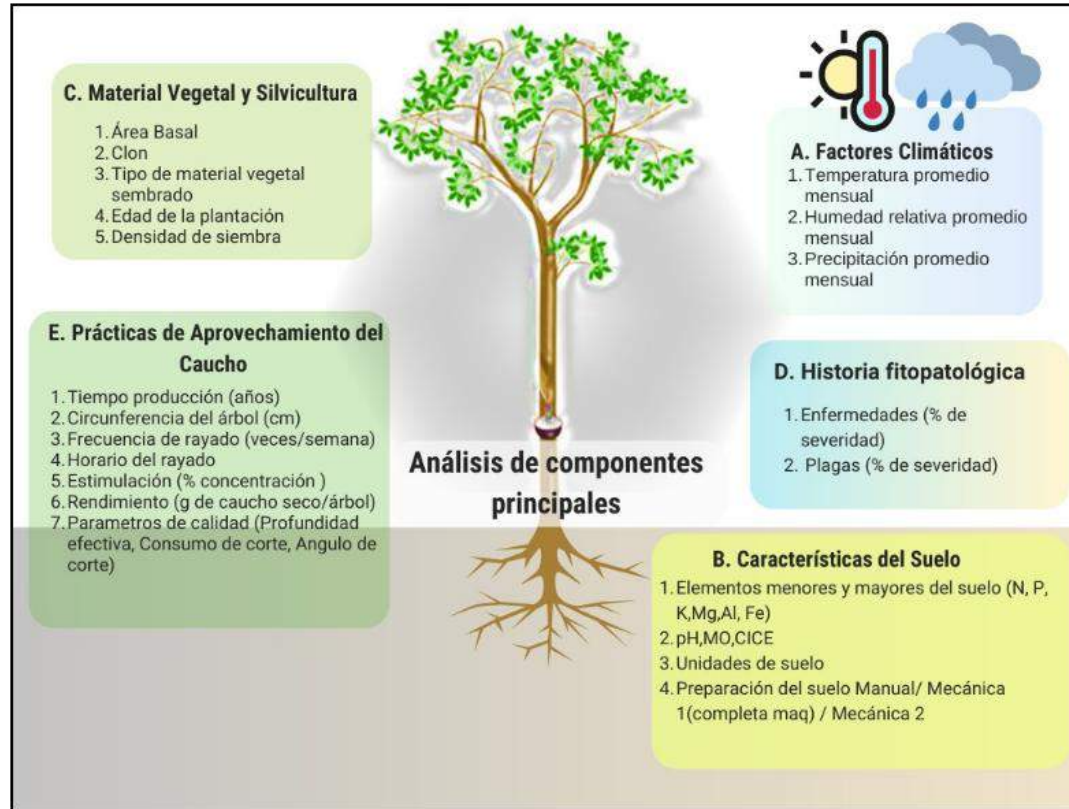 C. Material Vegetal y Silvicultura
1. Área Basal
2. Clon
3. Tipo de material vegetal
sembrado
4. Edad de la plantación
5. Densidad de siembra
A. Factores Climáticos
1. Temperatura promedio
mensual
2. Humedad relativa promedio
mensual
3. Precipitación promedio
mensual
E. Prácticas de Aprovechamiento del
Caucho
1. Tiempo producción (años)
2. Circunferencia del árbol (cm)
3. Frecuencia de rayado (veces/semana)
4. Horario del rayado
5. Estimulación (% concentración )
6. Rendimiento (g de caucho seco/árbol)
7. Parametros de calidad (Profundidad
efectiva, Consumo de corte, Angulo de
corte)
D. Historia fitopatológica
1. Enfermedades (% de
severidad)
2. Plagas (% de severidad)
Análisis de componentes
principales
B. Características del Suelo
1. Elementos menores y mayores del suelo (N, P,
K,Mg,Al, Fe)
2. pH,MO,CICE
3. Unidades de suelo
4. Preparación del suelo Manual/ Mecánica
1(completa maq) / Mecánica 2